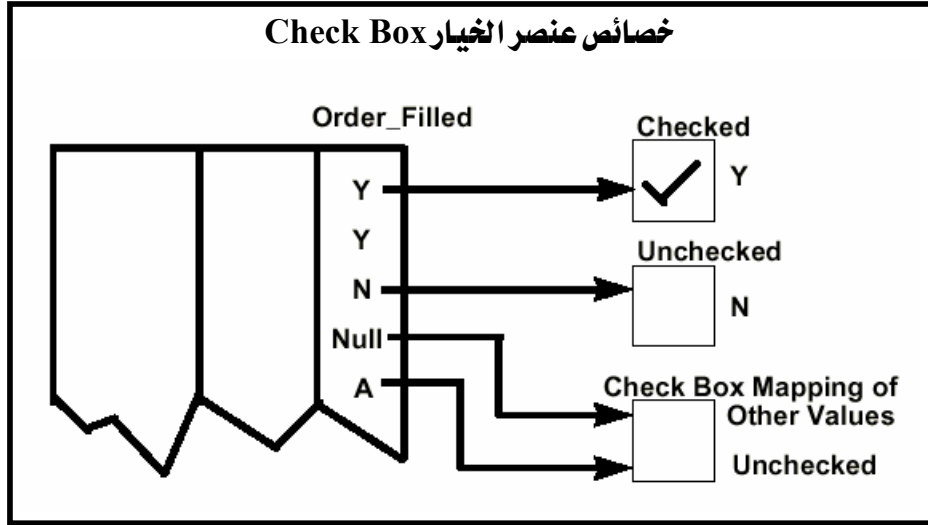 خصائص عنصر الخيار Check Box
Order_Filled
Checked
Y
Y
Y
Unchecked
N
N
Null
A
Check Box Mapping of
Other Values
Unchecked